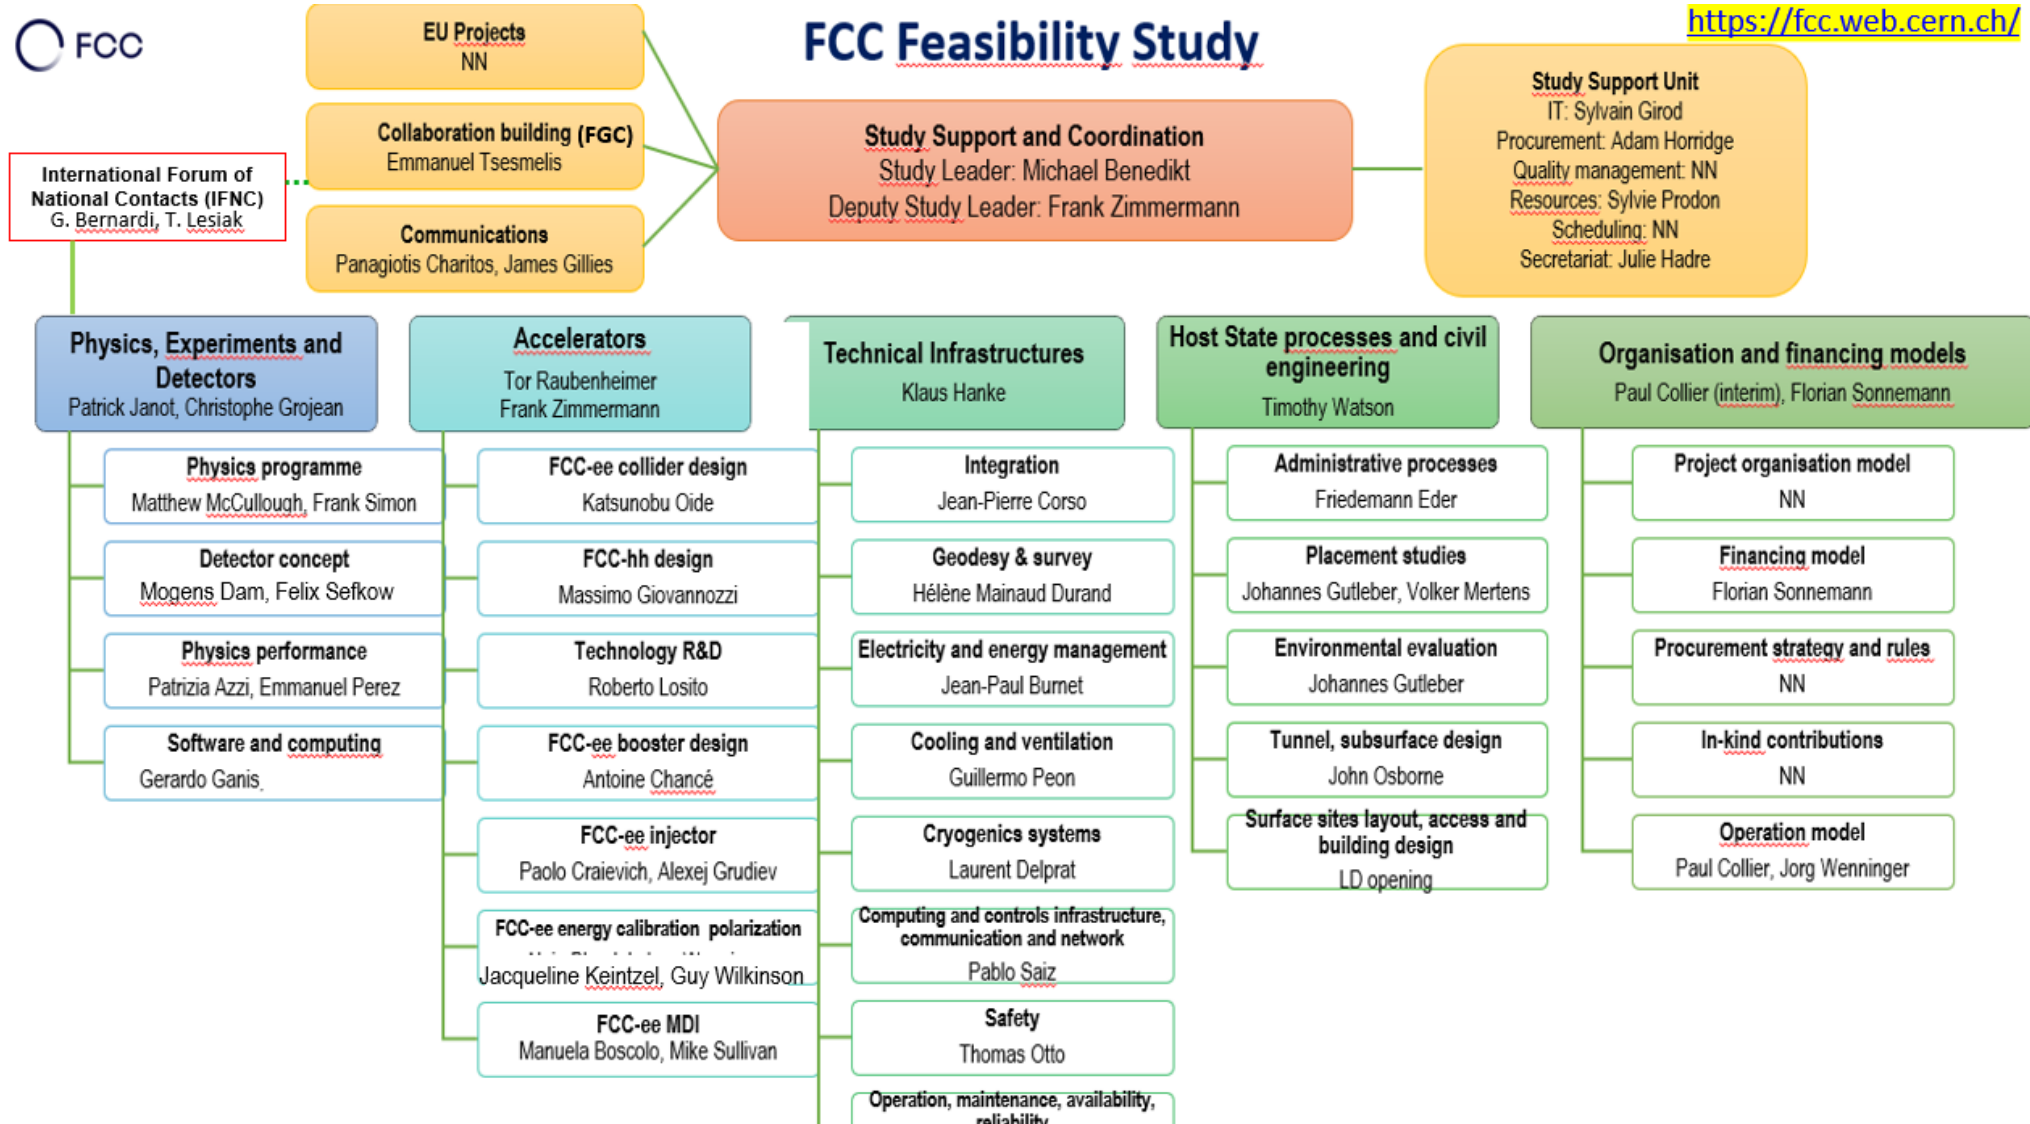 FCC
FCC Feasibility Study
https://fcc.web.cern.ch/
EU Projects
NN
Collaboration building (FGC)
Emmanuel Tsesmelis
Communications
Panagiotis Charitos, James Gillies
International Forum of
National Contacts (IFNC)
G. Bernardi, T. Lesiak
Study Support and Coordination
Study Leader: Michael Benedikt
Deputy Study Leader: Frank Zimmermann
Study Support Unit
IT: Sylvain Girod
Procurement: Adam Horridge
Quality management: NN
Resources: Sylvie Prodon
Scheduling: NN
Secretariat: Julie Hadre
Physics, Experiments and
Detectors
Patrick Janot, Christophe Grojean
Physics programme
Matthew McCullough, Frank Simon
Detector concept
Mogens Dam, Felix Sefkow
Physics performance
Patrizia Azzi, Emmanuel Perez
Software and computing
Gerardo Ganis
Accelerators
Tor Raubenheimer
Frank Zimmermann
FCC-ee collider design
Katsunobu Oide
FCC-hh design
Massimo Giovannozzi
Technology R&D
Roberto Losito
FCC-ee booster design
Antoine Chancé
FCC-ee injector
Paolo Craievich, Alexej Grudiev
FCC-ee energy calibration polarization
Jacqueline Keintzel, Guy Wilkinson
FCC-ee MDI
Manuela Boscolo, Mike Sullivan
Technical Infrastructures
Klaus Hanke
Integration
Jean-Pierre Corso
Geodesy & survey
Hélène Mainaud Durand
Electricity and energy management
Jean-Paul Burnet
Cooling and ventilation
Guillermo Peon
Cryogenics systems
Laurent Delprat
Computing and controls infrastructure,
communication and network
Pablo Saiz
Safety
Thomas Otto
Operation, maintenance, availability,
reliability
Host State processes and civil
engineering
Timothy Watson
Administrative processes
Friedemann Eder
Placement studies
Johannes Gutleber, Volker Mertens
Environmental evaluation
Johannes Gutleber
Tunnel, subsurface design
John Osborne
Surface sites layout, access and
building design
LD opening
Organisation and financing models
Paul Collier (interim), Florian Sonnemann
Project organisation model
NN
Financing model
Florian Sonnemann
Procurement strategy and rules
NN
In-kind contributions
NN
Operation model
Paul Collier, Jorg Wenninger